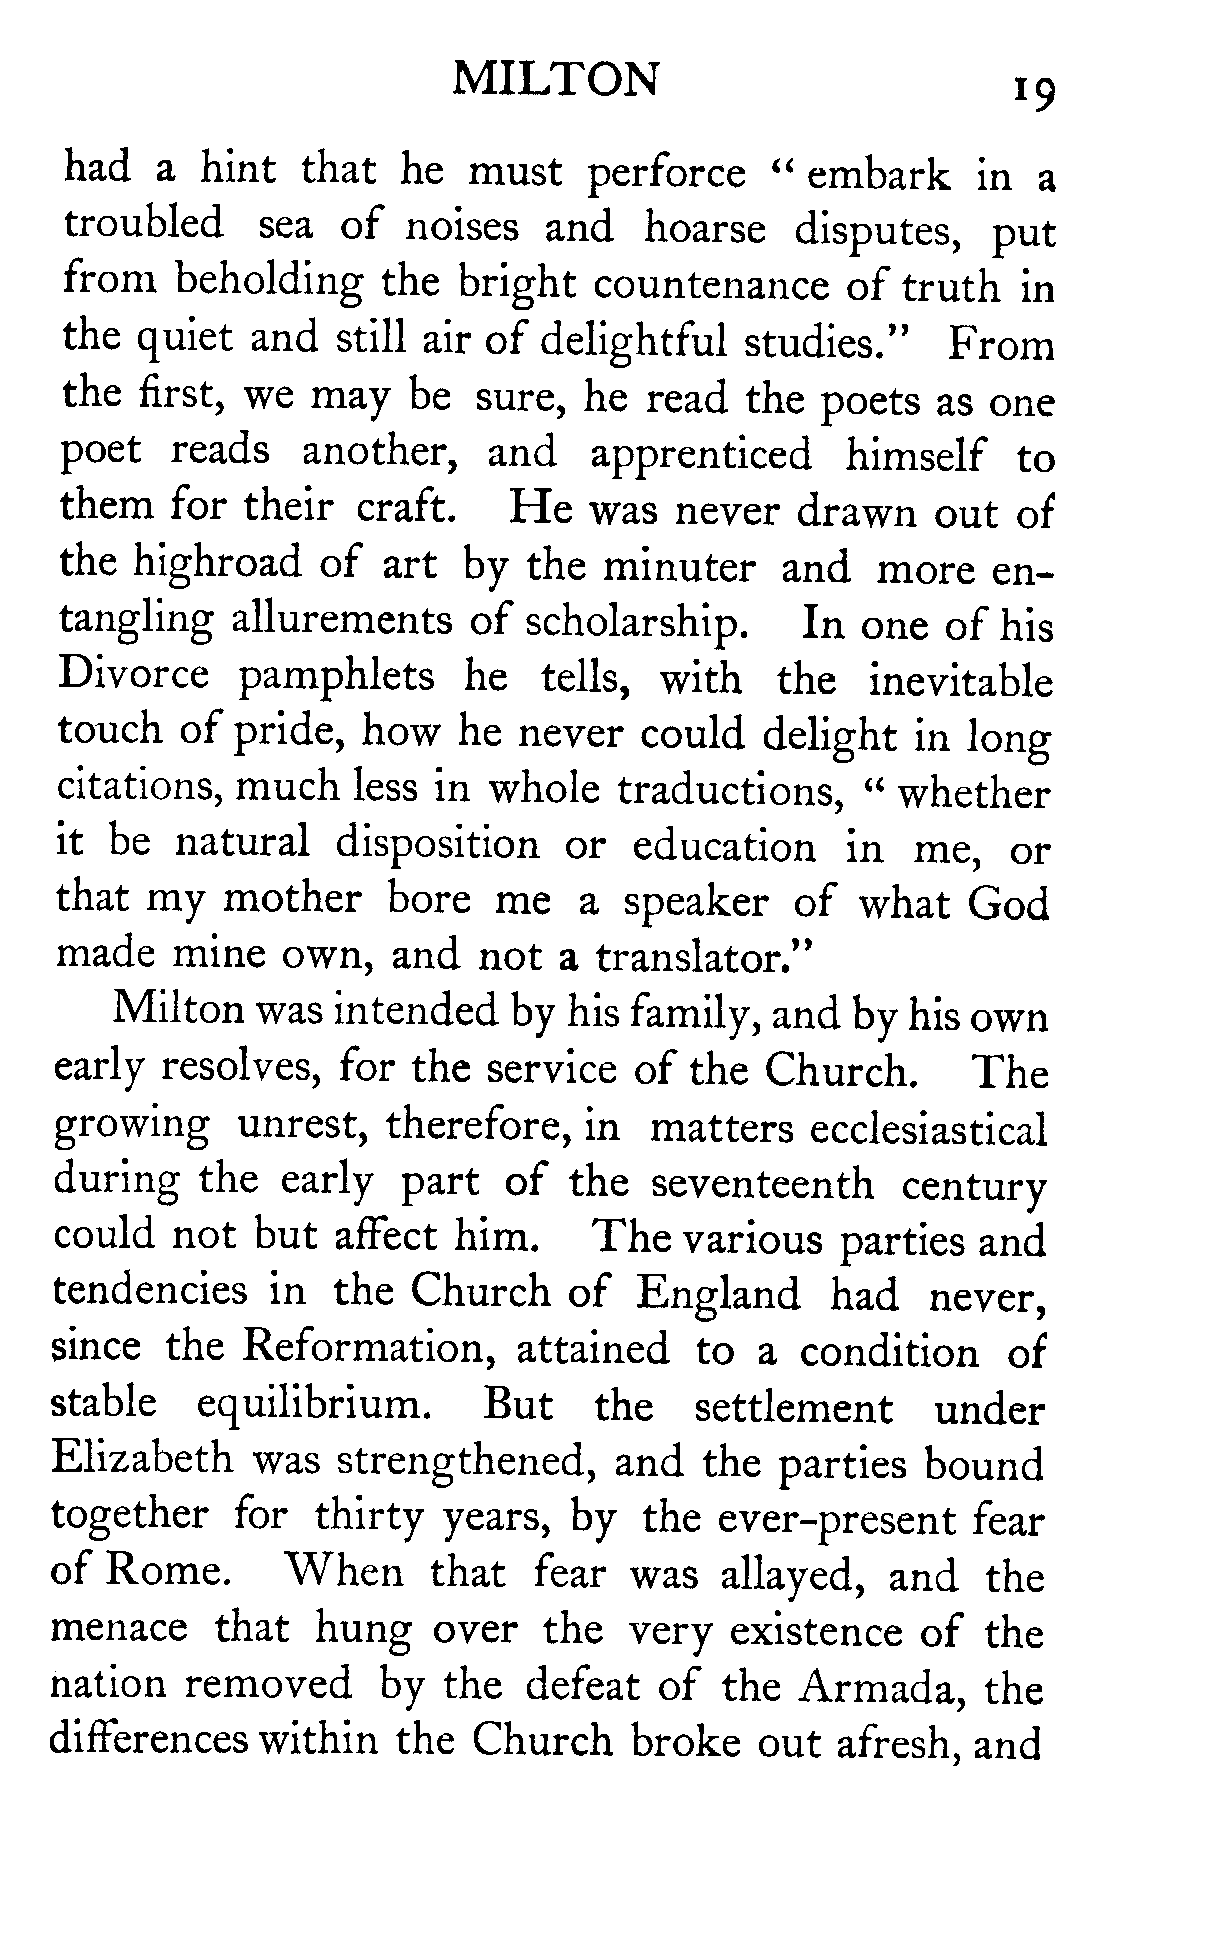 MILTON 19
had a hint that he must perforce “ embark in a
troubled sea of noises and hoarse disputes, put
from beholding the bright countenance of truth in
the quiet and still air of delightful studies.” From
the first, we may be sure, he read the poets as one
poet reads another, and apprenticed himself to
them for their craft. He was never drawn out of
the highroad of art by the minuter and more en-
tangling allurements of scholarship. In one of his
Divorce pamphlets he tells, with the inevitable
touch of pride, how he never could delight in long
citations, much less in whole traductions, “ whether
it be natural disposition or education in me, or
that my mother bore me a speaker of what God
made mine own, and not a translator.”
Milton was intended by his family, and by his own
early resolves, for the service of the Church. The
growing unrest, therefore, in matters ecclesiastical
during the early part of the seventeenth century
could not but affect him. The various parties and
tendencies in the Church of England had never,
since the Reformation, attained to a condition of
stable equilibrium. But the settlement under
Elizabeth was strengthened, and the parties bound
together for thirty years, by the ever-present fear
of Rome. When that fear was allayed, and the
menace that hung over the very existence of the
nation removed by the defeat of the Armada, the
differences within the Church broke out afresh, and